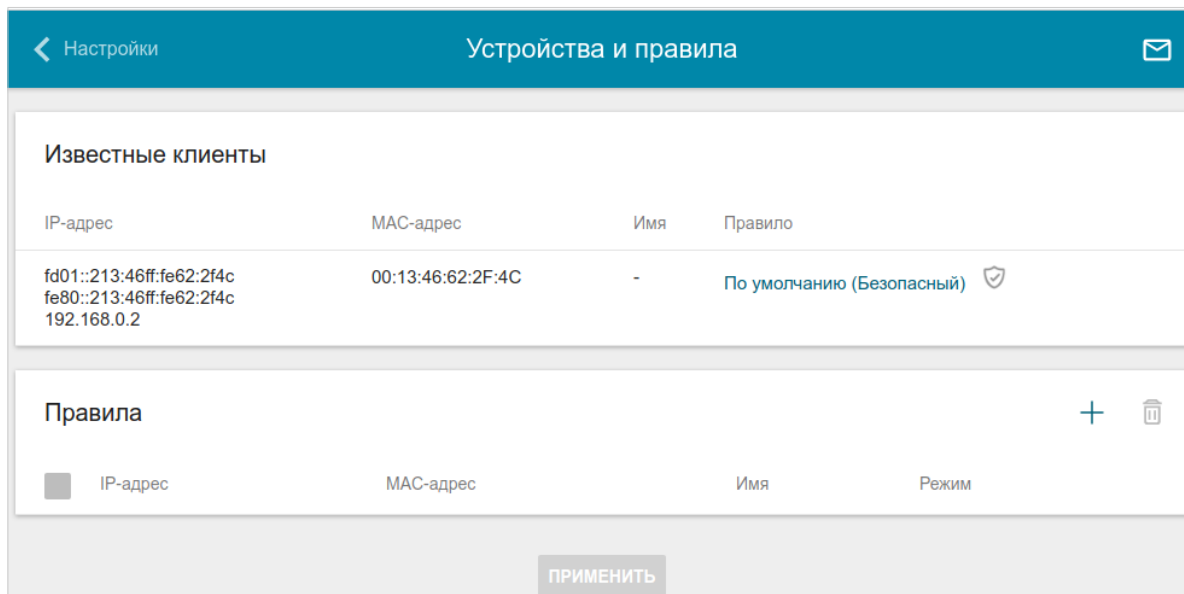 Настройки
Устройства и правила
Известные клиенты
IP-адрес MAC-адрес Имя Правило
fd01::213:46ff:fe62:2f4c 00:13:46:62:2F:4C - По умолчанию (Безопасный)
fe80::213:46ff:fe62:2f4c
192.168.0.2
Правила
IP-адрес MAC-адрес Имя Режим
ПРИМЕНИТЬ